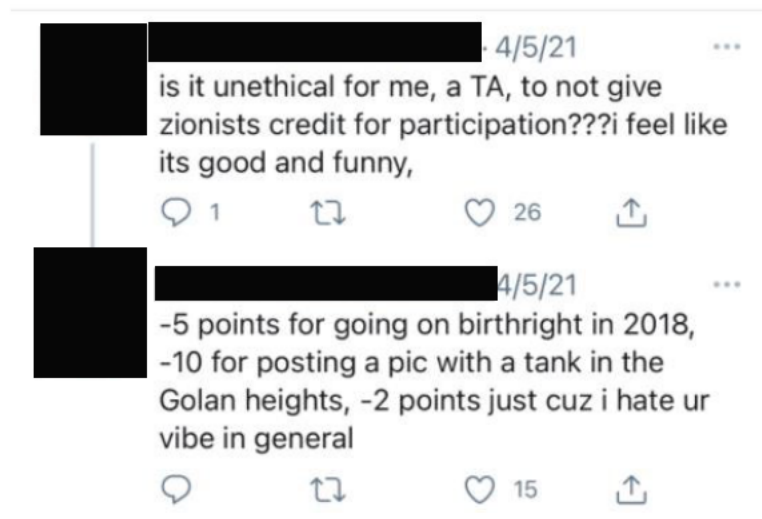 · 4/5/21
is it unethical for me, a TA, to not give
zionists credit for participation???i feel like
its good and funny,
1
26
4/5/21
-5 points for going on birthright in 2018,
-10 for posting a pic with a tank in the
Golan heights, -2 points just cuz i hate ur
vibe in general
15